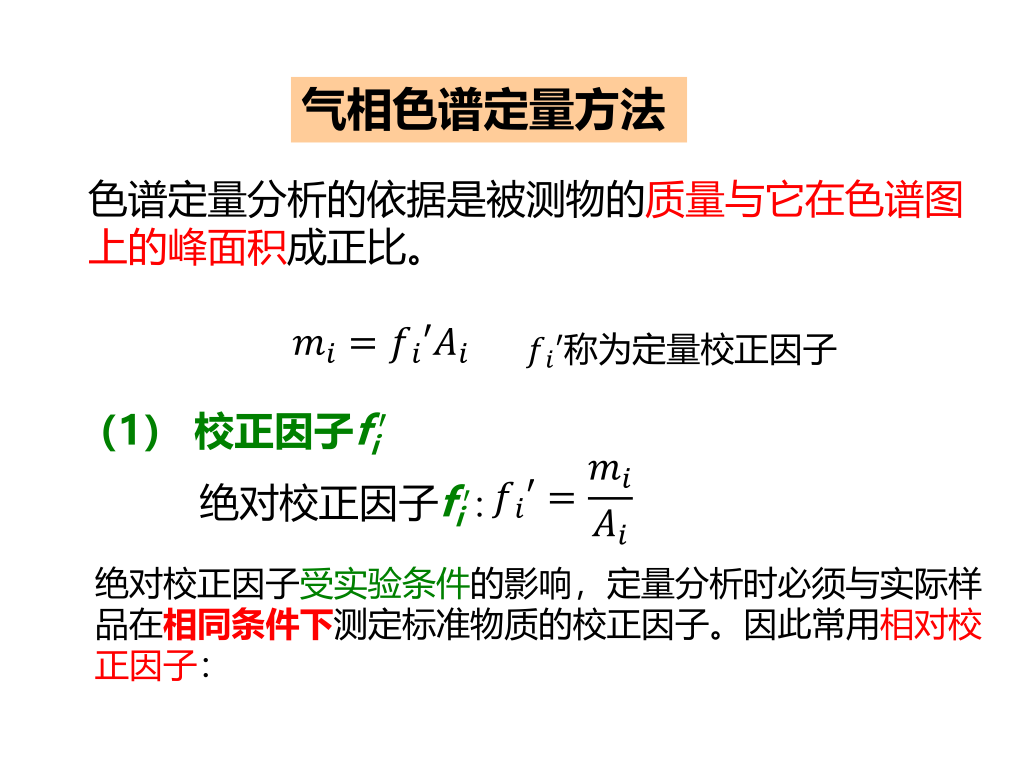 气相色谱定量方法
色谱定量分析的依据是被测物的质量与它在色谱图
上的峰面积成正比。
$m_i = f_i{}'A_i$ $f_i{}'$称为定量校正因子
(1) 校正因子$f_i'$
绝对校正因子$f_i'$: $f_i{}' = \frac{m_i}{A_i}$
绝对校正因子受实验条件的影响，定量分析时必须与实际样
品在相同条件下测定标准物质的校正因子。因此常用相对校
正因子：